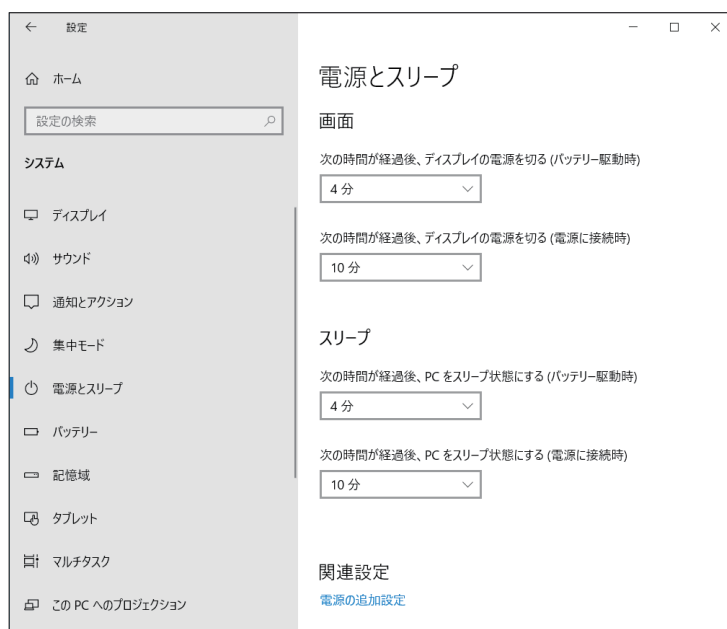 設定
ホーム
設定の検索
システム
ディスプレイ
サウンド
通知とアクション
集中モード
電源とスリープ
バッテリー
記憶域
タブレット
マルチタスク
この PC へのプロジェクション
電源とスリープ
画面
次の時間が経過後、ディスプレイの電源を切る (バッテリー駆動時)
4 分
次の時間が経過後、ディスプレイの電源を切る (電源に接続時)
10 分
スリープ
次の時間が経過後、PC をスリープ状態にする (バッテリー駆動時)
4 分
次の時間が経過後、PC をスリープ状態にする (電源に接続時)
10 分
関連設定
電源の追加設定